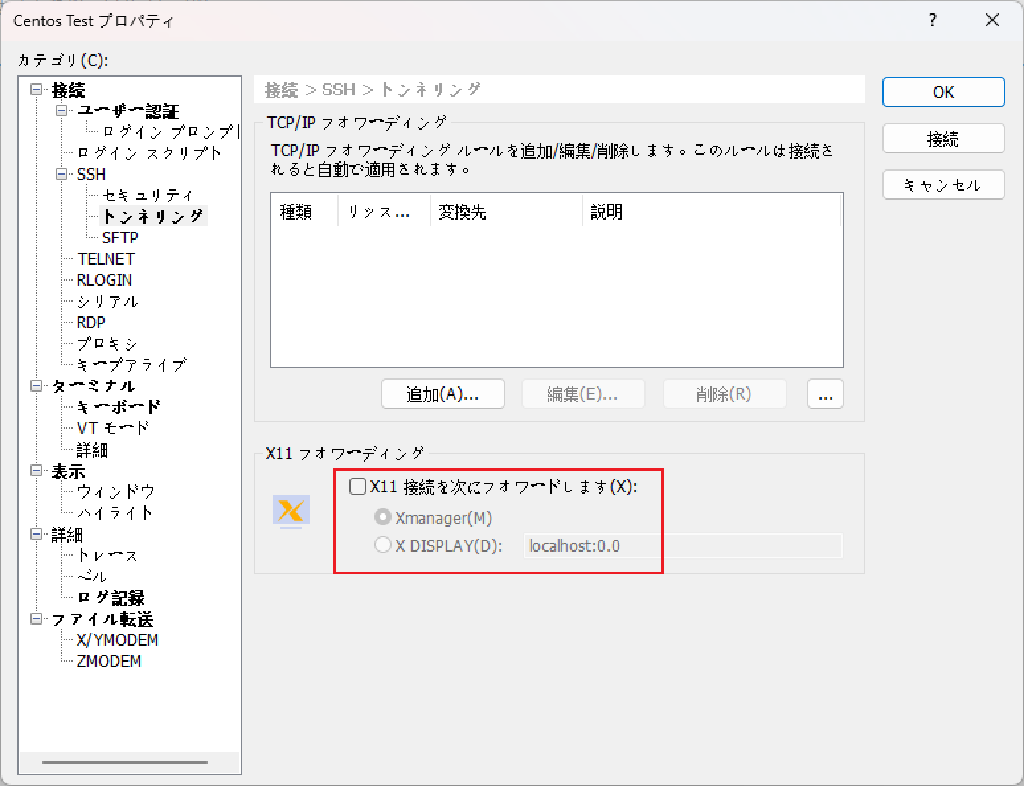 Centos Test プロパティ
?
カテゴリ(C):
接続
ユーザー認証
ログイン プロンプト
ログイン スクリプト
SSH
セキュリティ
トンネリング
SFTP
TELNET
RLOGIN
シリアル
RDP
プロキシ
キープアライブ
ターミナル
キーボード
VT モード
詳細
表示
ウィンドウ
ハイライト
詳細
トレース
ベル
ログ記録
ファイル転送
X/YMODEM
ZMODEM
接続 > SSH > トンネリング
TCP/IP フオワーディング
TCP/IP フオワーディング ルールを追加/編集/削除します。このルールは接続さ
れると自動で適用されます。
種類 リッス... 変換先 説明
追加(A)... 編集(E)... 削除(R) ...
X11 フオワーディング
X11 接続を次にフオワードします(X):
Xmanager(M)
X DISPLAY(D): localhost:0.0
OK
接続
キャンセル